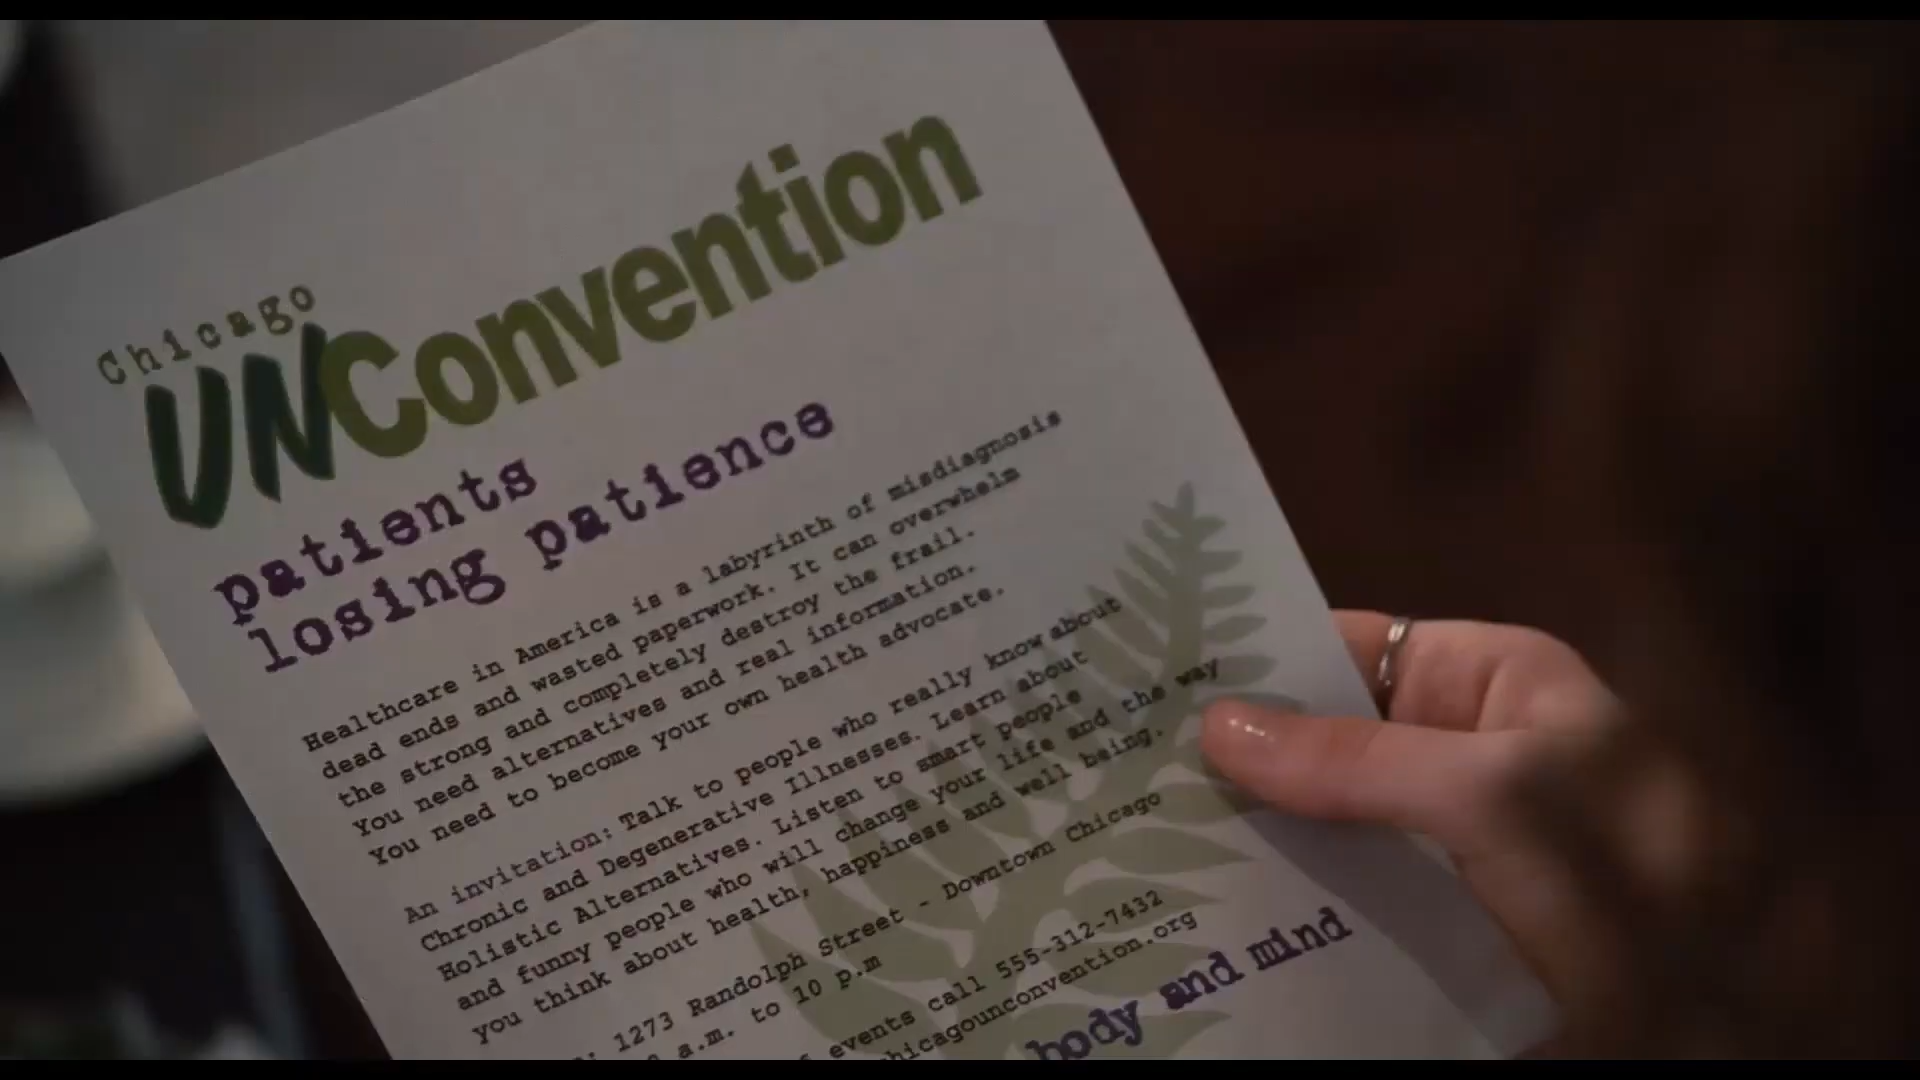 Chicago
UNConvention
patients
losing patience
Healthcare in America is a labyrinth of misdiagnosis
dead ends and wasted paperwork. It can overwhelm
the strong and completely destroy the frail.
You need alternatives and real information.
You need to become your own health advocate.
An invitation: Talk to people who really know about
Chronic and Degenerative Illnesses. Learn about
Holistic Alternatives. Listen to smart people
and funny people who will change your life and the way
you think about health, happiness and well being.
1273 Randolph Street - Downtown Chicago
a.m. to 10 p.m
events call 555-312-7432
hicagounconvention.org
body and mind